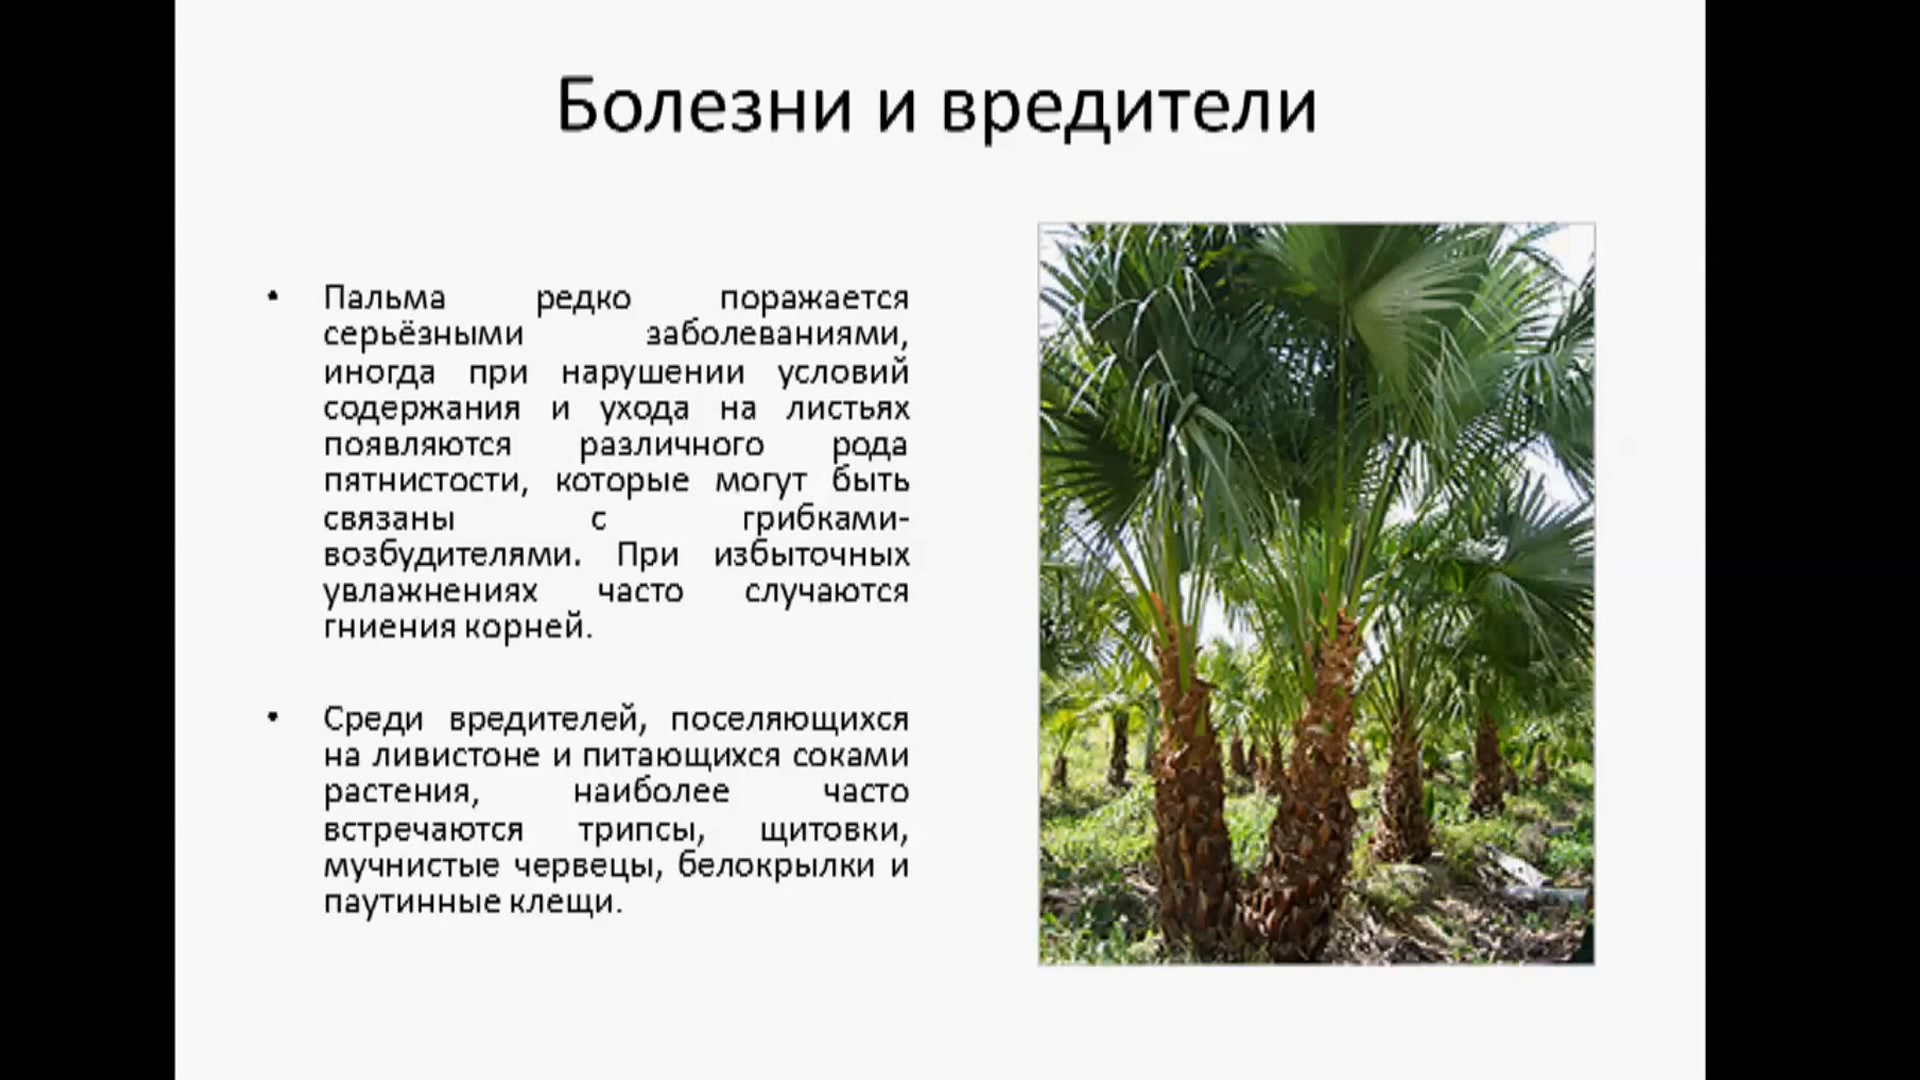 Болезни и вредители
• Пальма редко поражается
серьёзными заболеваниями,
иногда при нарушении условий
содержания и ухода на листьях
появляются различного рода
пятнистости, которые могут быть
связаны с грибками-
возбудителями. При избыточных
увлажнениях часто случаются
гниения корней.
• Среди вредителей, поселяющихся
на ливистоне и питающихся соками
растения, наиболее часто
встречаются трипсы, щитовки,
мучнистые червецы, белокрылки и
паутинные клещи.